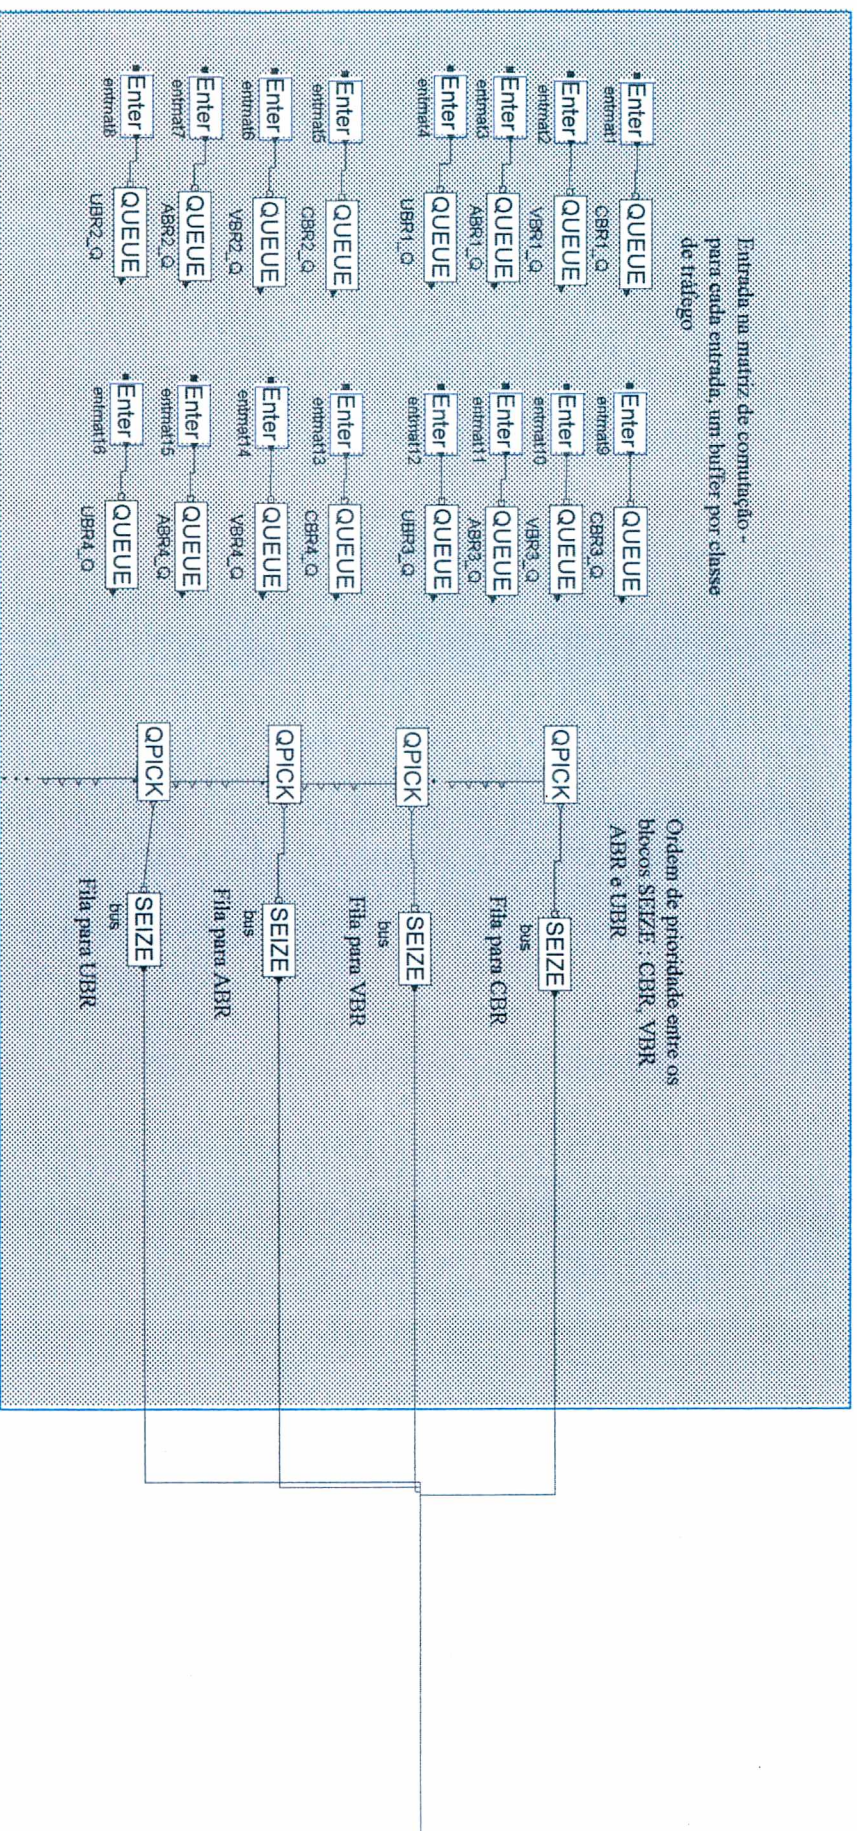 Entrada na matriz de comutação -
para cada entrada, um buffer por classe
de tráfego
Enter
entmat1
QUEUE
CBR1_Q
Enter
entmat2
QUEUE
VBR1_Q
Enter
entmat3
QUEUE
ABR1_Q
Enter
entmat4
QUEUE
UBR1_Q
Enter
entmat5
QUEUE
CBR2_Q
Enter
entmat6
QUEUE
VBR2_Q
Enter
entmat7
QUEUE
ABR2_Q
Enter
entmat8
QUEUE
UBR2_Q
Enter
entmat9
QUEUE
CBR3_Q
Enter
entmat10
QUEUE
VBR3_Q
Enter
entmat11
QUEUE
ABR3_Q
Enter
entmat12
QUEUE
UBR3_Q
Enter
entmat13
QUEUE
CBR4_Q
Enter
entmat14
QUEUE
VBR4_Q
Enter
entmat15
QUEUE
ABR4_Q
Enter
entmat16
QUEUE
UBR4_Q
Ordem de prioridade entre os
blocos SEIZE : CBR, VBR
ABR e UBR
QPICK
SEIZE
bus
Fila para CBR
QPICK
SEIZE
bus
Fila para VBR
QPICK
SEIZE
bus
Fila para ABR
QPICK
SEIZE
bus
Fila para UBR